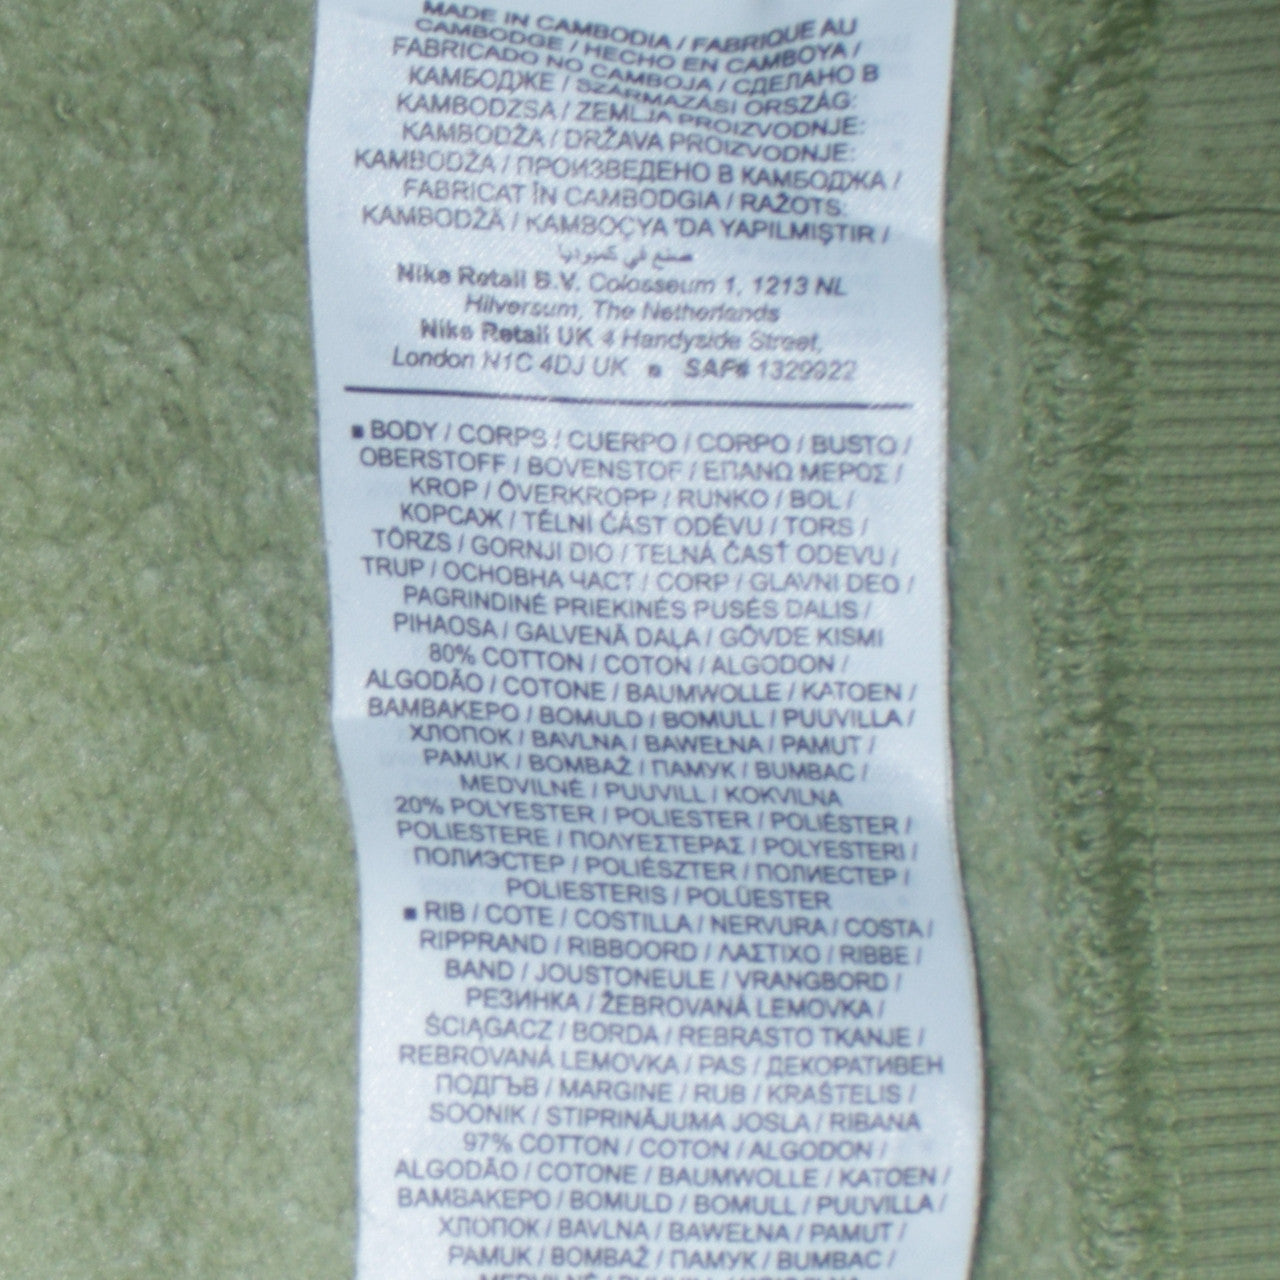 MADE IN CAMBODIA / FABRIQUE AU
CAMBODGE / HECHO EN CAMBOYA /
FABRICADO NO CAMBOJA / СДЕЛАНО В
КАМБОДЖЕ / SZÁRMAZÁSI ORSZÁG:
KAMBODZSA / ZEMLJA PROIZVODNJE:
KAMBODŽA / DRŽAVA PROIZVODNJE:
KAMBODŽA / ПРОИЗВЕДЕНО В КАМБОДЖА /
FABRICAT ÎN CAMBODGIA / RAŽOTS:
KAMBODŽĀ / KAMBOÇYA 'DA YAPILMIŞTIR /
صنع في كمبوديا
Nike Retail B.V. Colosseum 1, 1213 NL
Hilversum, The Netherlands
Nike Retail UK 4 Handyside Street,
London N1C 4DJ UK ■ SAP# 1329922
■ BODY / CORPS / CUERPO / CORPO / BUSTO /
OBERSTOFF / BOVENSTOF / ΕΠΑΝΩ ΜΕΡΟΣ /
KROP / ÖVERKROPP / RUNKO / BOL /
КОРСАЖ / TĚLNÍ ČÁST ODĚVU / TORS /
TÖRZS / GORNJI DIO / TELNÁ ČASŤ ODEVU /
TRUP / ОСНОВНА ЧАСТ / CORP / GLAVNI DEO /
PAGRINDINĖ PRIEKINĖS PUSĖS DALIS /
PIHAOSA / GALVENĀ DAĻA / GÖVDE KISMI
80% COTTON / COTON / ALGODON /
ALGODÃO / COTONE / BAUMWOLLE / KATOEN /
ΒΑΜΒΑΚΕΡΟ / BOMULD / BOMULL / PUUVILLA /
ХЛОПОК / BAVLNA / BAWEŁNA / PAMUT /
PAMUK / BOMBAŽ / ПАМУК / BUMBAC /
MEDVILNĖ / PUUVILL / KOKVILNA
20% POLYESTER / POLIESTER / POLIÉSTER /
POLIESTERE / ΠΟΛΥΕΣΤΕΡΑΣ / POLYESTERI /
ПОЛИЭСТЕР / POLIÉSZTER / ПОЛИЕСТЕР /
POLIESTERIS / POLÜESTER
■ RIB / COTE / COSTILLA / NERVURA / COSTA /
RIPPRAND / RIBBOORD / ΛΑΣΤΙΧΟ / RIBBE /
BAND / JOUSTONEULE / VRANGBORD /
РЕЗИНКА / ŽEBROVANÁ LEMOVKA /
ŚCIĄGACZ / BORDA / REBRASTO TKANJE /
REBROVANÁ LEMOVKA / PAS / ДЕКОРАТИВЕН
ПОДГЪВ / MARGINE / RUB / KRAŠTELIS /
SOONIK / STIPRINĀJUMA JOSLA / RIBANA
97% COTTON / COTON / ALGODON /
ALGODÃO / COTONE / BAUMWOLLE / KATOEN /
ΒΑΜΒΑΚΕΡΟ / BOMULD / BOMULL / PUUVILLA /
ХЛОПОК / BAVLNA / BAWEŁNA / PAMUT /
PAMUK / BOMBAŽ / ПАМУК / BUMBAC /